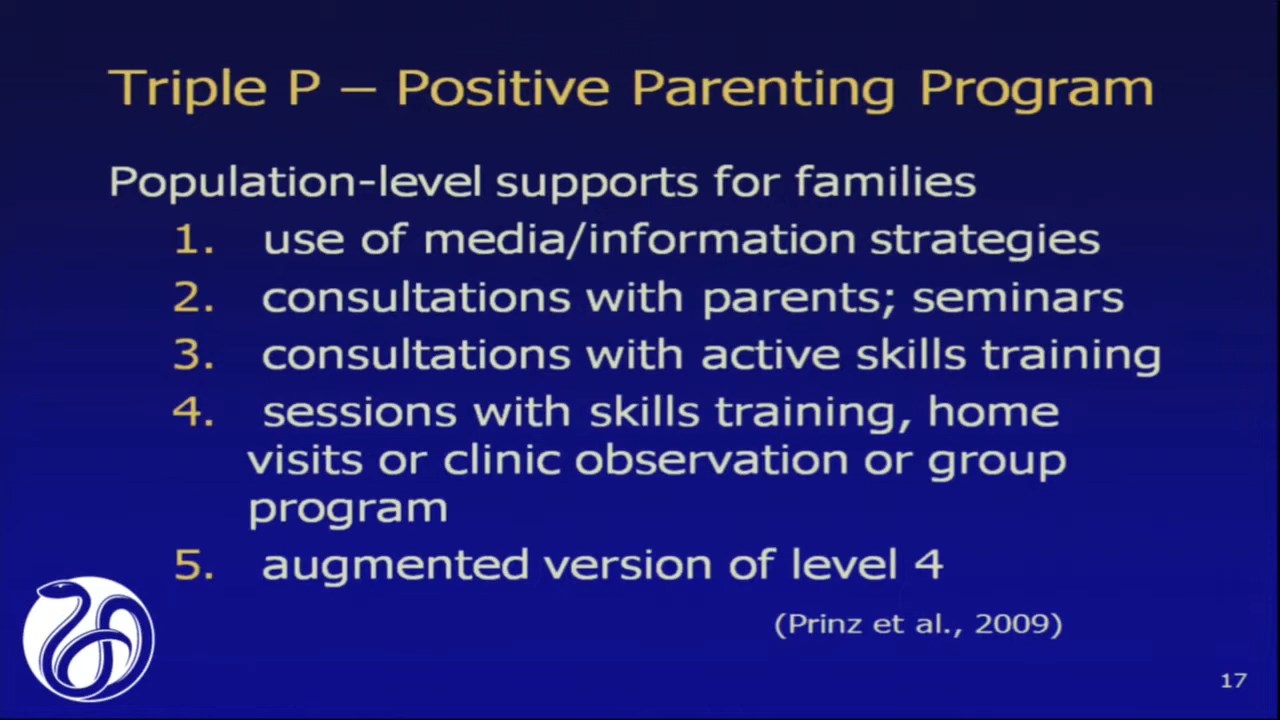 Triple P – Positive Parenting Program
Population-level supports for families
1. use of media/information strategies
2. consultations with parents; seminars
3. consultations with active skills training
4. sessions with skills training, home
visits or clinic observation or group
program
5. augmented version of level 4
(Prinz et al., 2009)
17